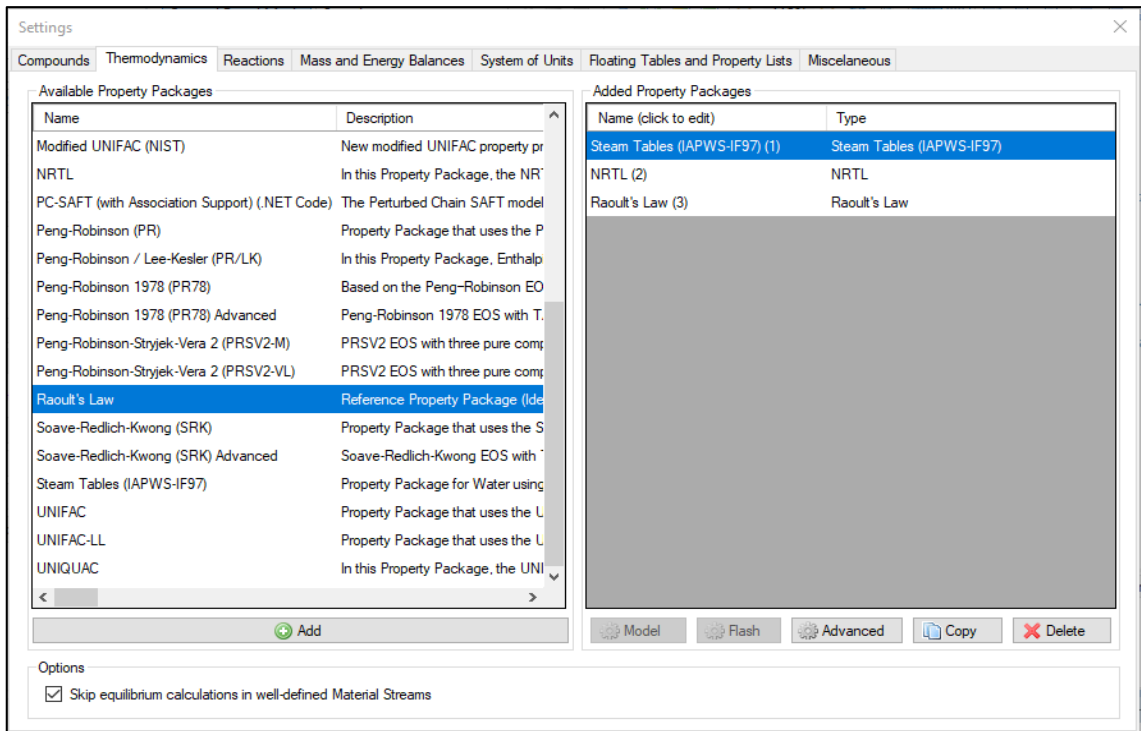 Settings
Compounds Thermodynamics Reactions Mass and Energy Balances System of Units Floating Tables and Property Lists Miscelaneous
Available Property Packages
Name Description
Modified UNIFAC (NIST) New modified UNIFAC property pr
NRTL In this Property Package, the NRT
PC-SAFT (with Association Support) (.NET Code) The Perturbed Chain SAFT model
Peng-Robinson (PR) Property Package that uses the P
Peng-Robinson / Lee-Kesler (PR/LK) In this Property Package, Enthalp
Peng-Robinson 1978 (PR78) Based on the Peng-Robinson EO
Peng-Robinson 1978 (PR78) Advanced Peng-Robinson 1978 EOS with T
Peng-Robinson-Stryjek-Vera 2 (PRSV2-M) PRSV2 EOS with three pure comp
Peng-Robinson-Stryjek-Vera 2 (PRSV2-VL) PRSV2 EOS with three pure comp
Raoult's Law Reference Property Package (Ide
Soave-Redlich-Kwong (SRK) Property Package that uses the S
Soave-Redlich-Kwong (SRK) Advanced Soave-Redlich-Kwong EOS with
Steam Tables (IAPWS-IF97) Property Package for Water using
UNIFAC Property Package that uses the U
UNIFAC-LL Property Package that uses the U
UNIQUAC In this Property Package, the UNI
Add
Added Property Packages
Name (click to edit) Type
Steam Tables (IAPWS-IF97) (1) Steam Tables (IAPWS-IF97)
NRTL (2) NRTL
Raoult's Law (3) Raoult's Law
Model Flash Advanced Copy Delete
Options
Skip equilibrium calculations in well-defined Material Streams